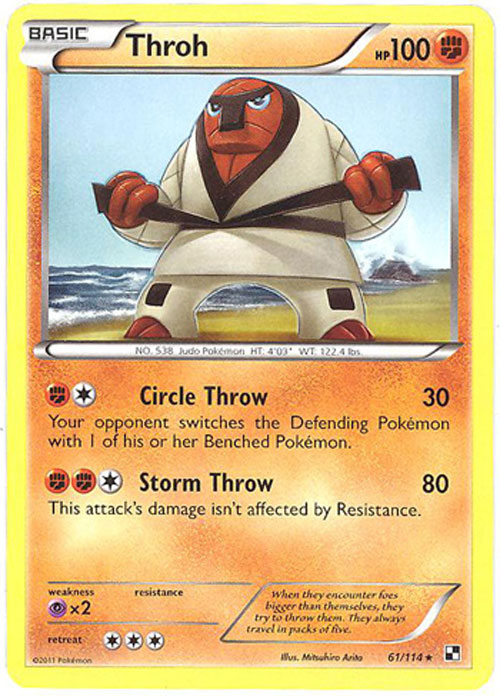 BASIC Throh HP100
NO. 538 Judo Pokémon HT: 4'03" WT: 122.4 lbs.
Circle Throw 30
Your opponent switches the Defending Pokémon
with 1 of his or her Benched Pokémon.
Storm Throw 80
This attack's damage isn't affected by Resistance.
weakness resistance
×2
retreat
When they encounter foes
bigger than themselves, they
try to throw them. They always
travel in packs of five.
©2011 Pokémon Illus. Mitsuhiro Arita 61/114★